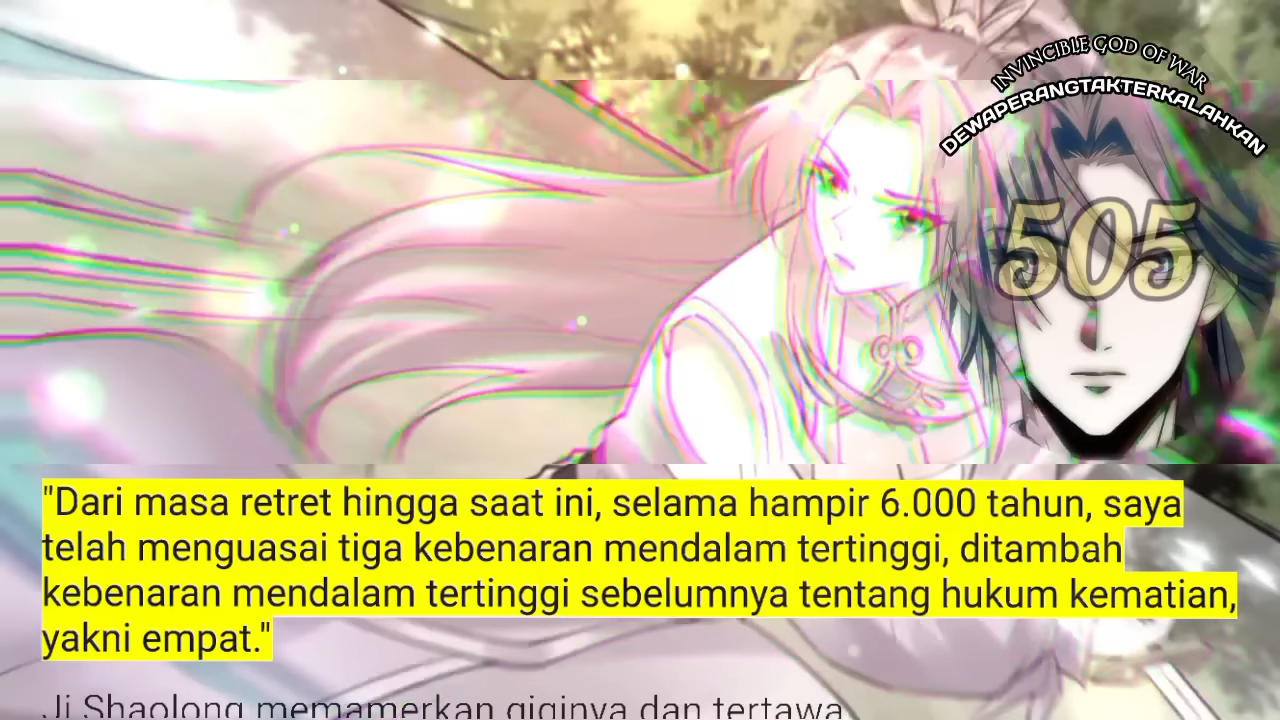 INVINCIBLE GOD OF WAR
DEWAPERANGTAKTERKALAHKAN
505
"Dari masa retret hingga saat ini, selama hampir 6.000 tahun, saya
telah menguasai tiga kebenaran mendalam tertinggi, ditambah
kebenaran mendalam tertinggi sebelumnya tentang hukum kematian,
yakni empat."
Ji Shaolong memamerkan giginya dan tertawa